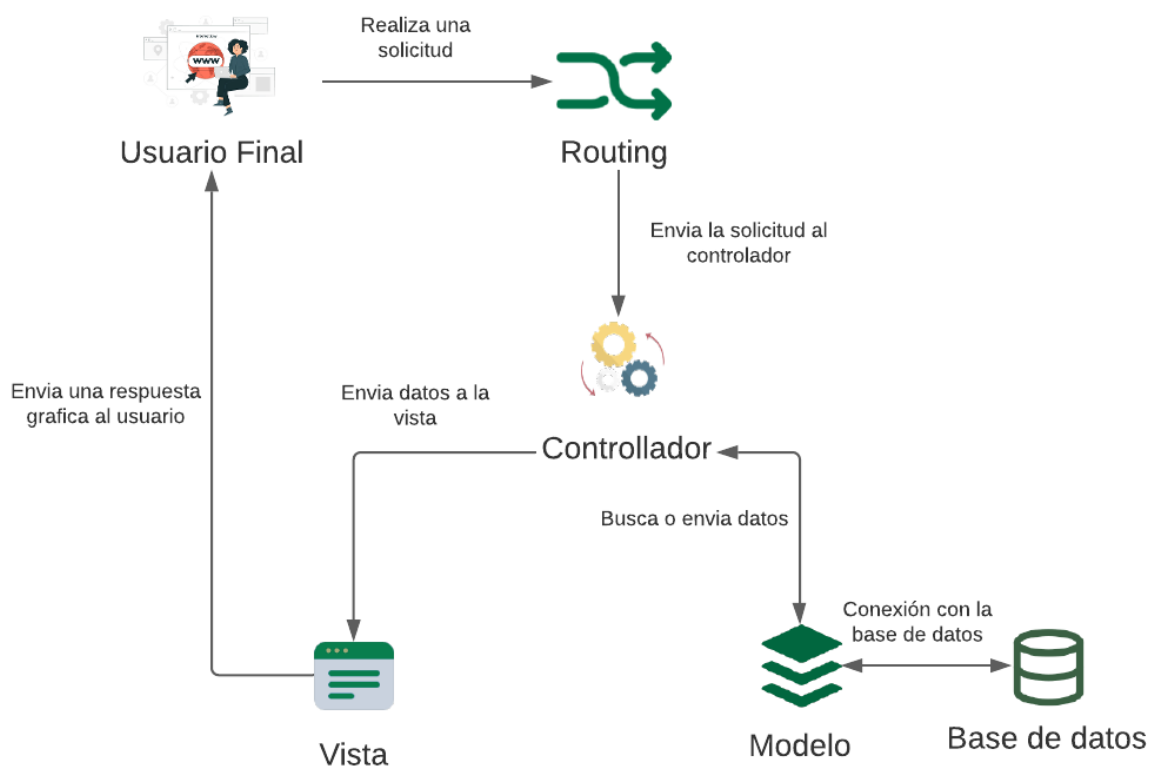 Realiza una
solicitud
www
Usuario Final
Routing
Envia la solicitud al
controlador
Envia una respuesta
grafica al usuario
Envia datos a la
vista
Controllador
Busca o envia datos
Conexión con la
base de datos
Vista
Modelo
Base de datos